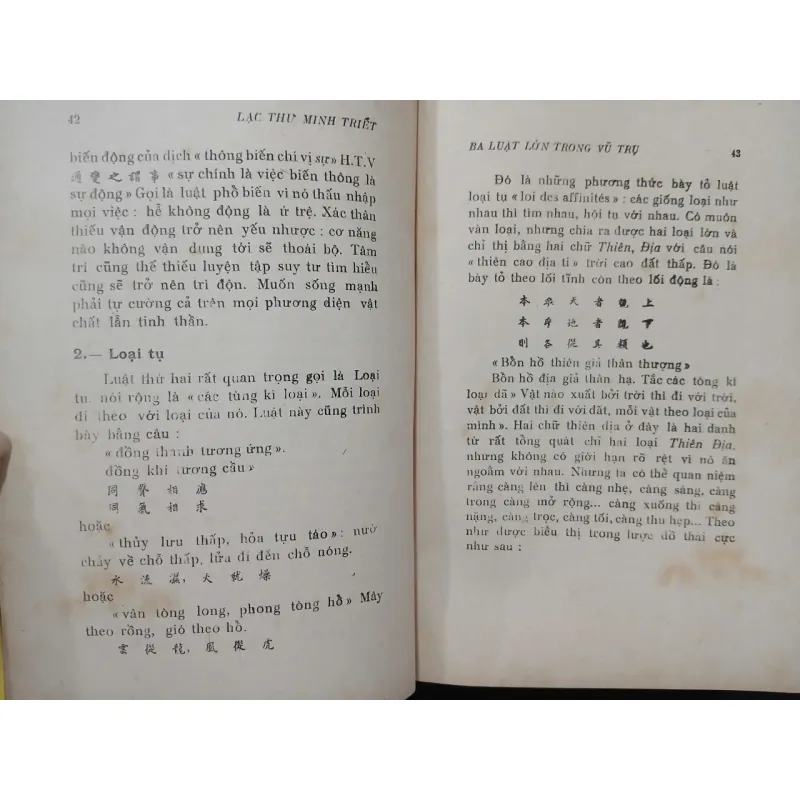 42
LẠC THƯ MINH TRIẾT
biến động của dịch « thông biến chi vị sự » H.T.V
通變之謂事 « sự chính là việc biến thông là
sự động » Gọi là luật phổ biến vì nó thấu nhập
mọi việc : hễ không động là ứ trệ. Xác thân
thiếu vận động trở nên yếu nhược : cơ năng
nào không vận dụng tới sẽ thoái bộ. Tâm
trí cũng thế thiếu luyện tập suy tư tìm hiểu
cũng sẽ trở nên trì độn. Muốn sống mạnh
phải tự cường cả trên mọi phương diện vật
chất lẫn tinh thần.
2.— Loại tụ
Luật thứ hai rất quan trọng gọi là Loại
tụ, nói rộng là « các tùng kì loại ». Mỗi loại
đi theo với loại của nó. Luật này cũng trình
bày bằng câu :
« đồng thanh tương ứng ».
đồng khí tương cầu »
同聲相應
同氣相求
hoặc
« thủy lưu thấp, hỏa tựu táo » : nước
chảy về chỗ thấp, lửa đi đến chỗ nóng.
水流濕, 火就燥
hoặc
« vân tòng long, phong tòng hổ » Mây
theo rồng, gió theo hổ.
雲從龍, 風從虎
BA LUẬT LỚN TRONG VŨ TRỤ
43
Đó là những phương thức bày tỏ luật
loại tụ « loi des affinités » : các giống loại như
nhau thì tìm nhau, hội tụ với nhau. Có muôn
vàn loại, nhưng chia ra được hai loại lớn và
chỉ thị bằng hai chữ Thiên, Địa với câu nói
« thiên cao địa ti » trời cao đất thấp. Đó là
bày tỏ theo lối tĩnh còn theo lối động là :
本乎天者親上
本乎地者親下
則各從其類也
« Bổn hồ thiên giả thân thượng »
Bổn hồ địa giả thân hạ. Tắc các tòng kì
loại dã » Vật nào xuất bởi trời thì đi với trời,
vật bởi đất thì đi với đất, mỗi vật theo loại của
mình ». Hai chữ thiên địa ở đây là hai danh
từ rất tổng quát chỉ hai loại Thiên Địa.
nhưng không có giới hạn rõ rệt vì nó ăn
ngoàm với nhau. Nhưng ta có thể quan niệm
rằng càng lên thì càng nhẹ, càng sáng, càng
trong càng mở rộng... càng xuống thì càng
nặng, càng trọc, càng tối, càng thu hẹp... Theo
như được biểu thị trong lược đồ thái cực
như sau :